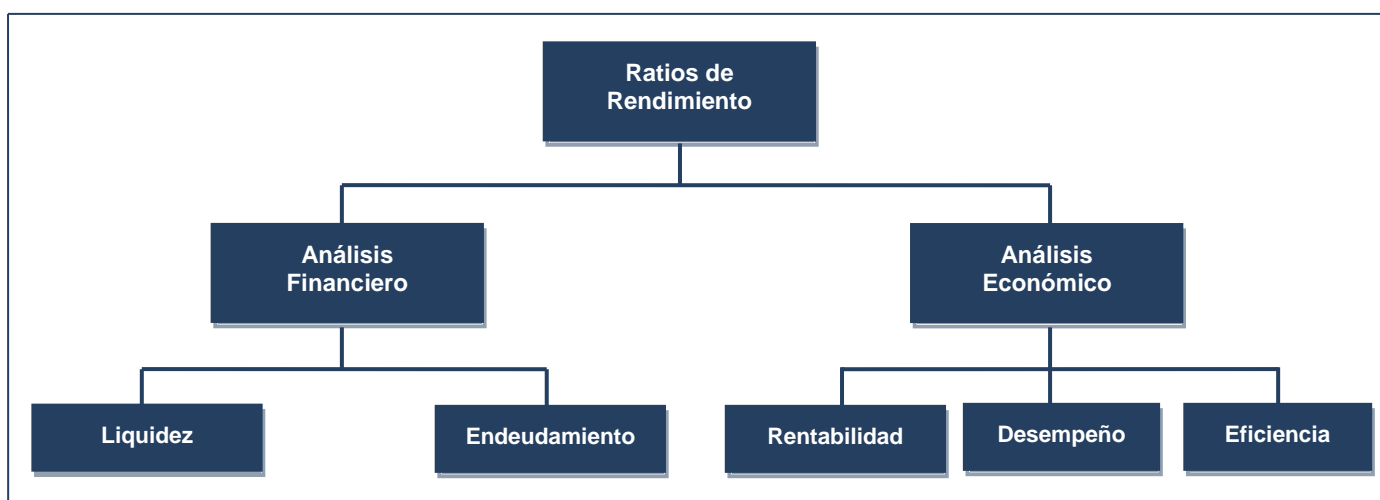 Ratios de
Rendimiento
Análisis
Financiero
Análisis
Económico
Liquidez
Endeudamiento
Rentabilidad
Desempeño
Eficiencia